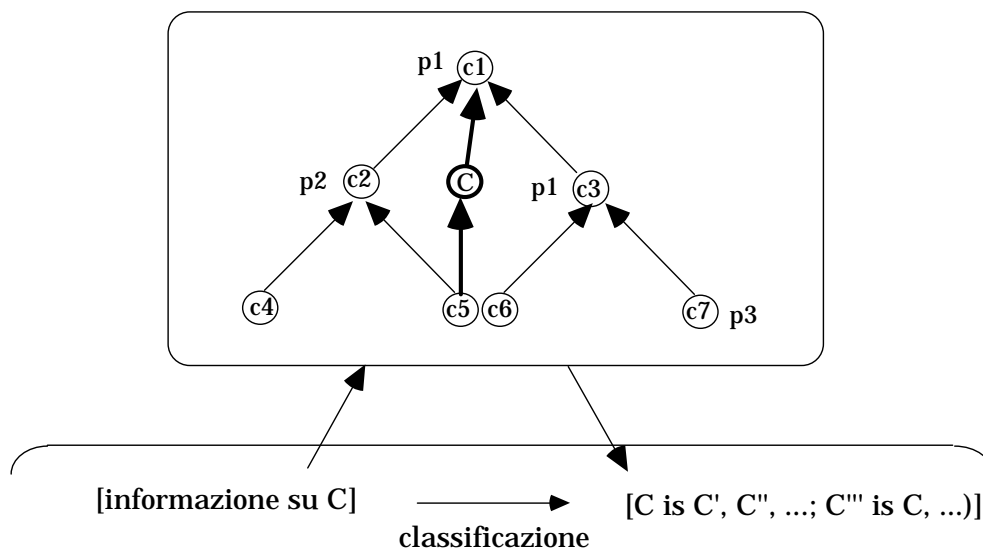 p1 c1
p2 c2 C p1 c3
c4 c5 c6 c7 p3
[informazione su C] [C is C', C", ...; C"' is C, ...)]
classificazione